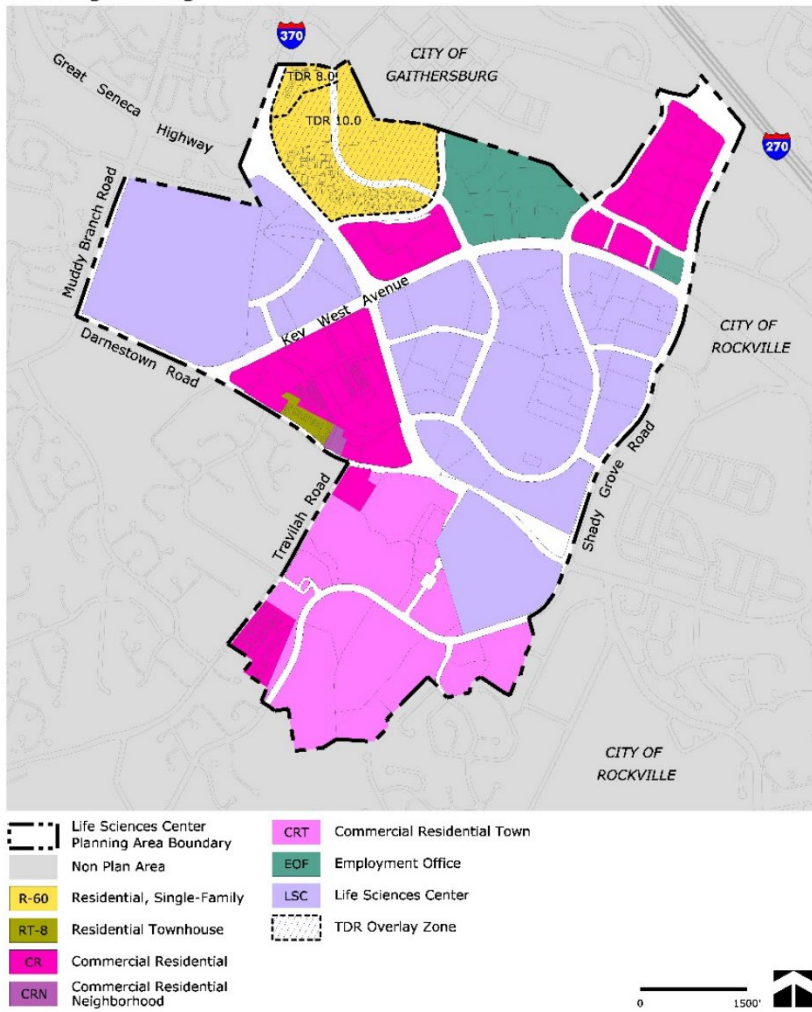 370
CITY OF
GAITHERSBURG
TDR 8.0
Great Seneca
Highway
TDR 10.0
270
Muddy Branch Road
Key West Avenue
CITY OF
ROCKVILLE
Darnestown Road
Travilah Road
Shady Grove Road
CITY OF
ROCKVILLE
Life Sciences Center
Planning Area Boundary
Non Plan Area
R-60 Residential, Single-Family
RT-8 Residential Townhouse
CR Commercial Residential
CRN Commercial Residential
Neighborhood
CRT Commercial Residential Town
EOF Employment Office
LSC Life Sciences Center
TDR Overlay Zone
0 1500'